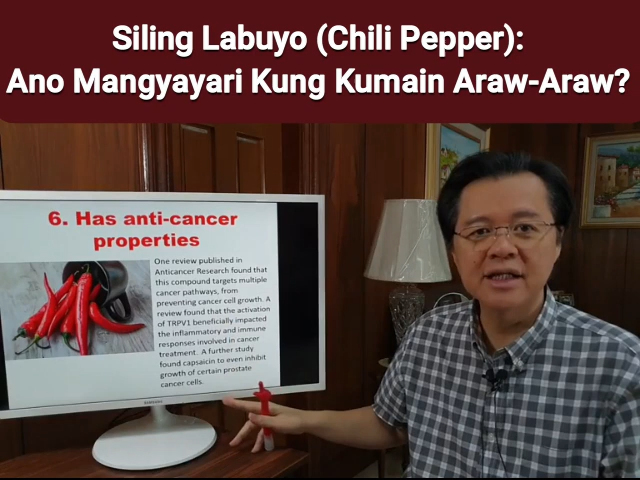 Siling Labuyo (Chili Pepper):
Ano Mangyayari Kung Kumain Araw-Araw?
6. Has anti-cancer
properties
One review published in
Anticancer Research found that
this compound targets multiple
cancer pathways, from
preventing cancer cell growth. A
review found that the activation
of TRPV1 beneficially impacted
the inflammatory and immune
responses involved in cancer
treatment. A further study
found capsaicin to even inhibit
growth of certain prostate
cancer cells.
SAMSUNG